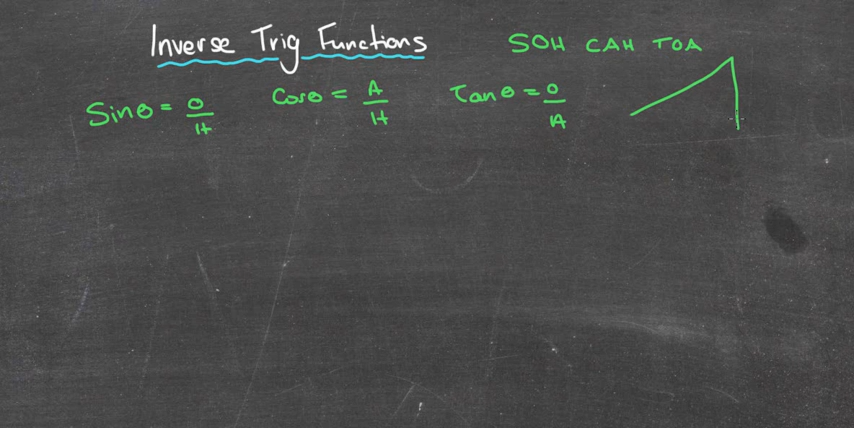 Inverse Trig Functions
SOH CAH TOA
Sinθ = O/H
Cosθ = A/H
Tanθ = O/A